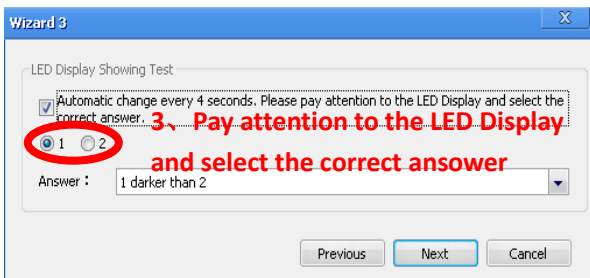 Wizard 3
LED Display Showing Test
Automatic change every 4 seconds. Please pay attention to the LED Display and select the
correct answer.
3、 Pay attention to the LED Display
1 2
and select the correct ansower
Answer： 1 darker than 2
Previous Next Cancel